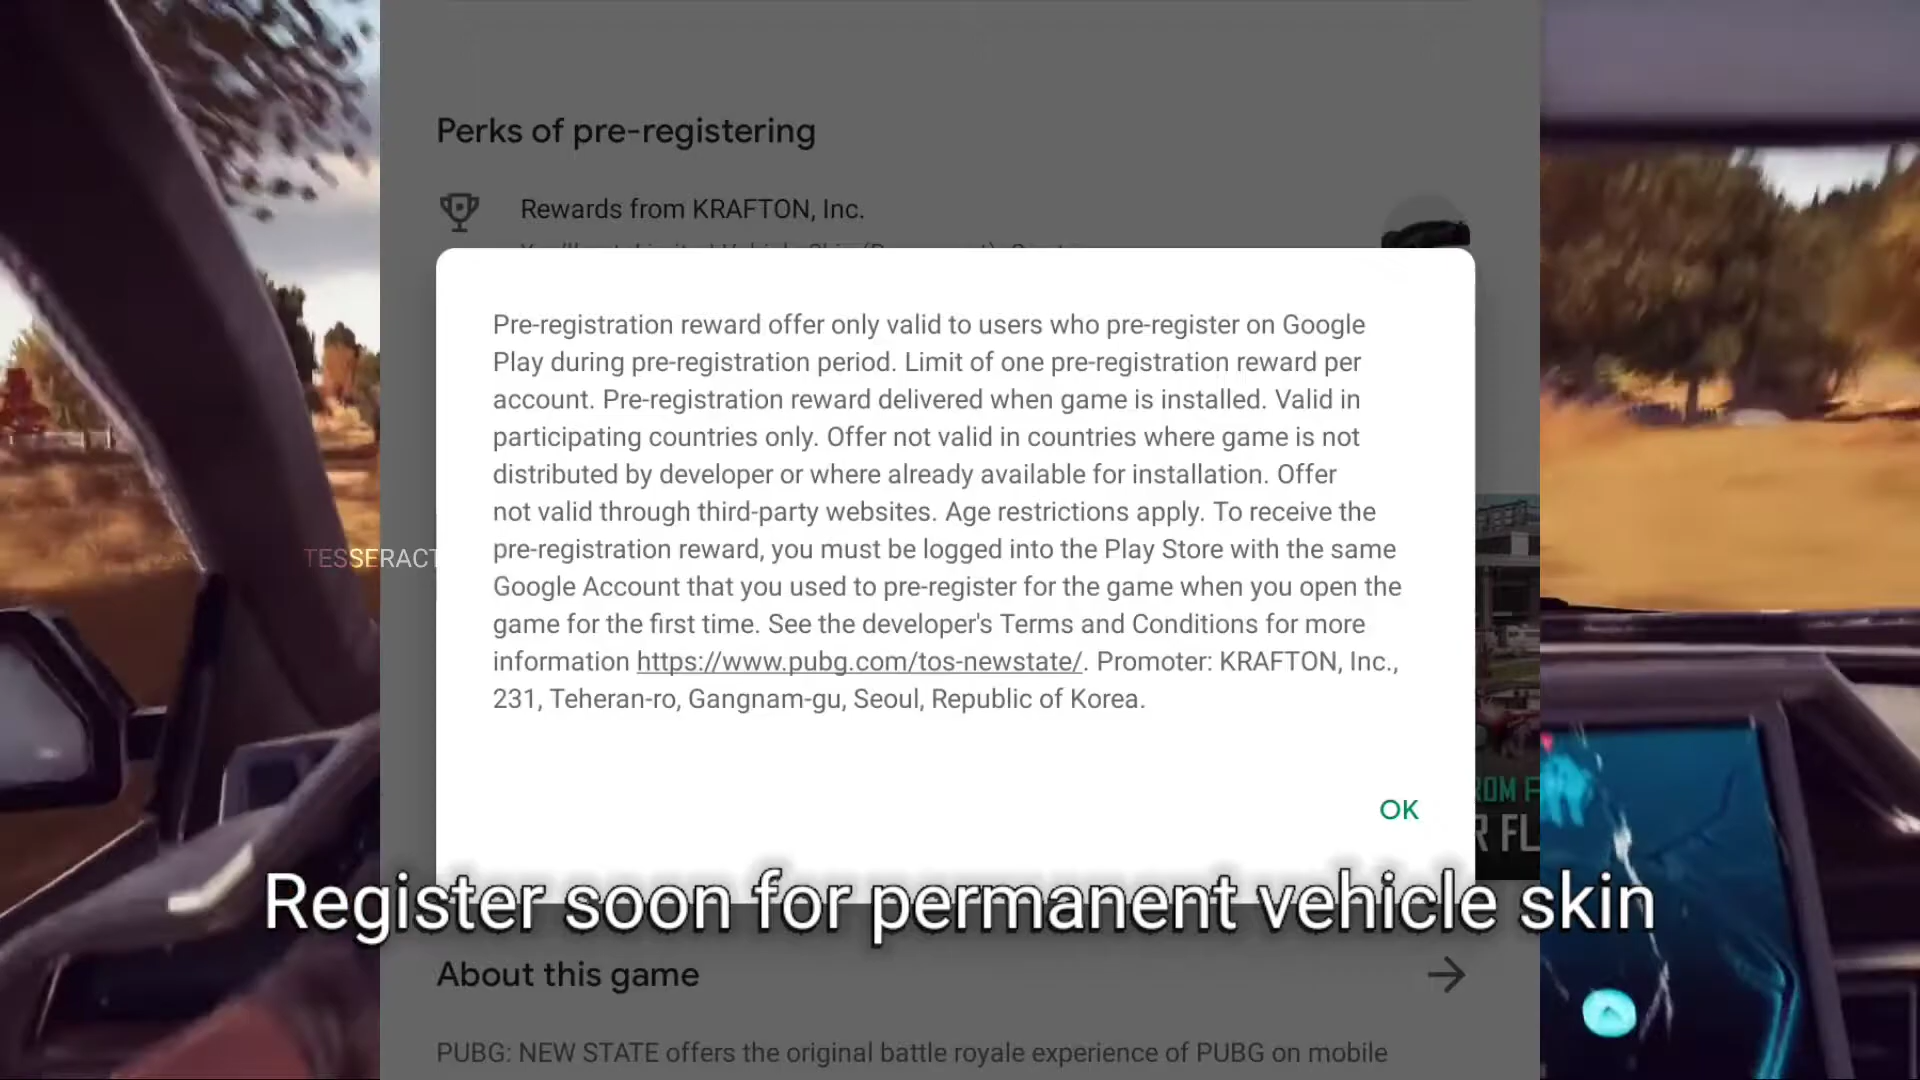 Perks of pre-registering
Rewards from KRAFTON, Inc.
Pre-registration reward offer only valid to users who pre-register on Google
Play during pre-registration period. Limit of one pre-registration reward per
account. Pre-registration reward delivered when game is installed. Valid in
participating countries only. Offer not valid in countries where game is not
distributed by developer or where already available for installation. Offer
not valid through third-party websites. Age restrictions apply. To receive the
pre-registration reward, you must be logged into the Play Store with the same
TESSERACT
Google Account that you used to pre-register for the game when you open the
game for the first time. See the developer's Terms and Conditions for more
information https://www.pubg.com/tos-newstate/. Promoter: KRAFTON, Inc.,
231, Teheran-ro, Gangnam-gu, Seoul, Republic of Korea.
OK
Register soon for permanent vehicle skin
About this game
PUBG: NEW STATE offers the original battle royale experience of PUBG on mobile